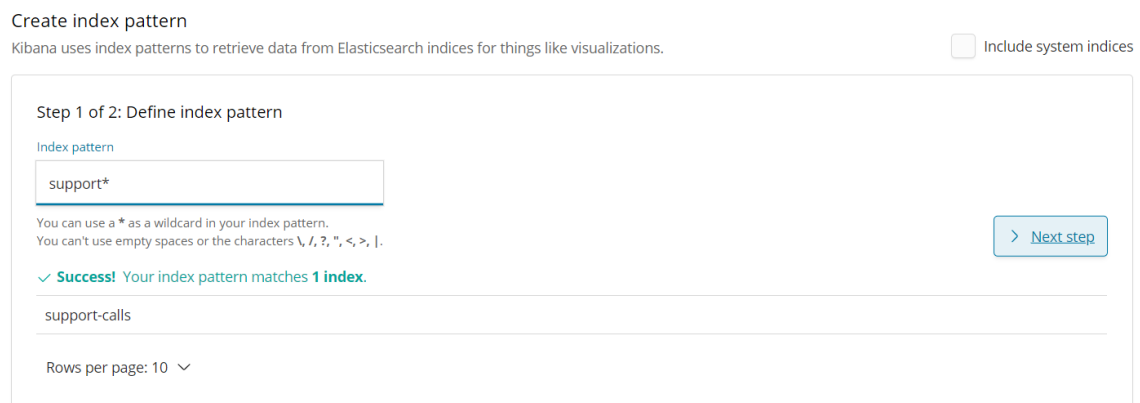 Create index pattern
Kibana uses index patterns to retrieve data from Elasticsearch indices for things like visualizations.
Include system indices
Step 1 of 2: Define index pattern
Index pattern
support*
You can use a * as a wildcard in your index pattern.
You can't use empty spaces or the characters \, /, ?, ", <, >, |.
Next step
Success! Your index pattern matches 1 index.
support-calls
Rows per page: 10